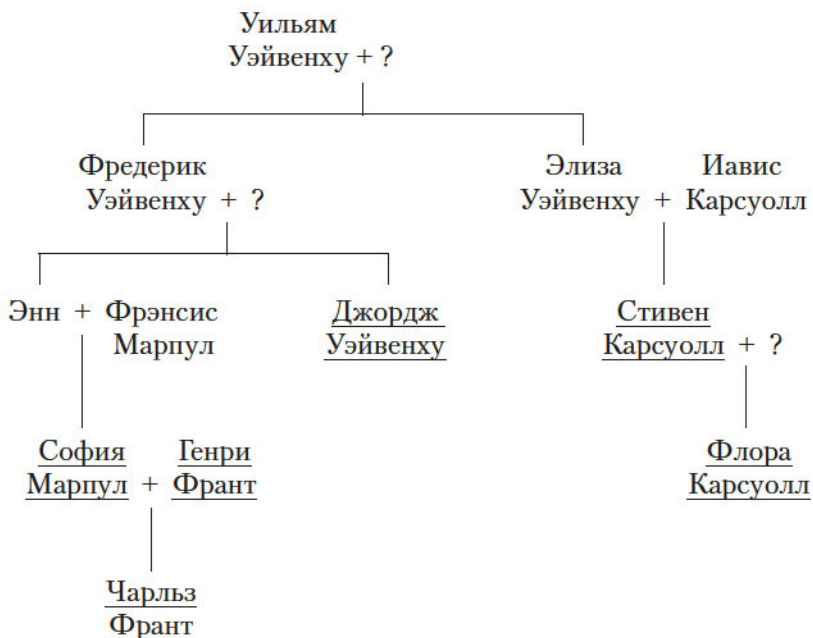 Уильям
Уэйвенху + ?
Фредерик
Уэйвенху + ?
Элиза
Уэйвенху +
Иавис
Карсуолл
Энн + Фрэнсис
Марпул
Джордж
Уэйвенху
Стивен
Карсуолл + ?
София
Марпул +
Генри
Франт
Флора
Карсуолл
Чарльз
Франт